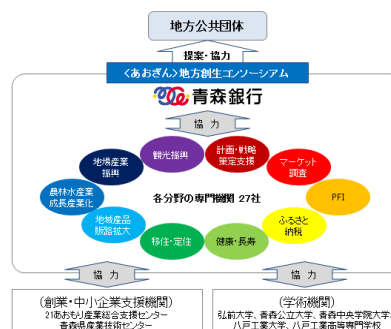 地方公共団体
提案・協力
〈あおぎん〉地方創生コンソーシアム
青森銀行
協 力
観光振興
計画・戦略
策定支援
地場産業
振興
マーケット
調査
農林水産業
成長産業化
各分野の専門機関 27社
PFI
地域産品
販路拡大
ふるさと
納税
移住・定住
健康・長寿
協 力
協 力
(創業・中小企業支援機関)
21あおもり産業総合支援センター
青森県産業技術センター
(学術機関)
弘前大学、青森公立大学、青森中央学院大学、
八戸工業大学、八戸工業高等専門学校